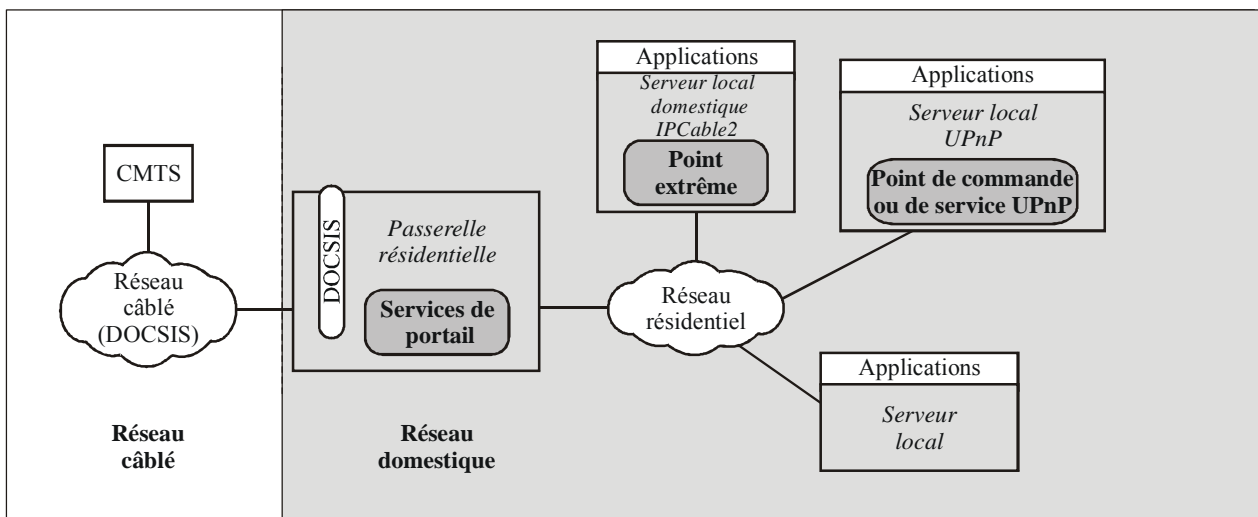 CMTS
Réseau
câblé
(DOCSIS)
Réseau
câblé
DOCSIS
Passerelle
résidentielle
Services de
portail
Réseau
domestique
Applications
Serveur local
domestique
IPCable2
Point
extrême
Réseau
résidentiel
Applications
Serveur local
UPnP
Point de commande
ou de service UPnP
Applications
Serveur
local